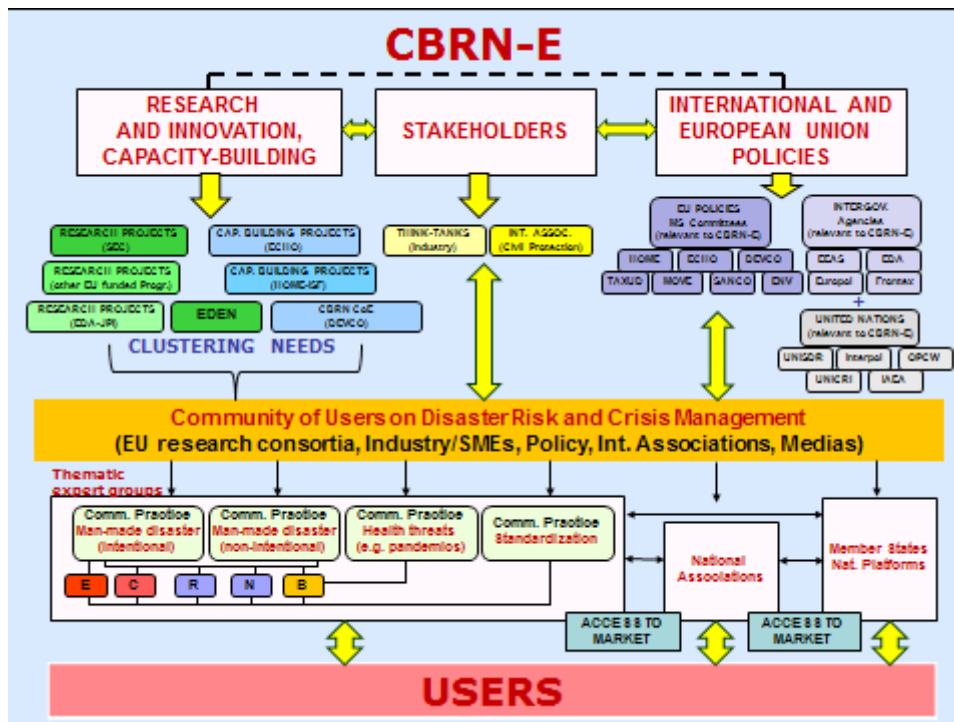 CBRN-E
RESEARCH
AND INNOVATION,
CAPACITY-BUILDING
STAKEHOLDERS
INTERNATIONAL AND
EUROPEAN UNION
POLICIES
RESEARCH PROJECTS
(SEC)
CAP. BUILDING PROJECTS
(ECHO)
RESEARCH PROJECTS
(other EU funded Progr.)
CAP. BUILDING PROJECTS
(HOME-ISF)
RESEARCH PROJECTS
(EDA-JPI)
EDEN
CBRN CoE
(DEVCO)
CLUSTERING NEEDS
THINK-TANKS
(Industry)
INT. ASSOC.
(Civil Protection)
EU POLICIES
MS Committees
(relevant to CBRN-E)
HOME
ECHO
DEVCO
TAXUD
MOVE
SANCO
ENV
INTERGOV.
Agencies
(relevant to CBRN-E)
EEAS
EDA
Europol
Frontex
+
UNITED NATIONS
(relevant to CBRN-E)
UNISDR
Interpol
OPCW
UNICRI
IAEA
Community of Users on Disaster Risk and Crisis Management
(EU research consortia, Industry/SMEs, Policy, Int. Associations, Medias)
Thematic
expert groups
Comm. Practice
Man-made disaster
(intentional)
Comm. Practice
Man-made disaster
(non-intentional)
Comm. Practice
Health threats
(e.g. pandemics)
Comm. Practice
Standardization
E
C
R
N
B
National
Associations
Member States
Nat. Platforms
ACCESS TO
MARKET
ACCESS TO
MARKET
USERS